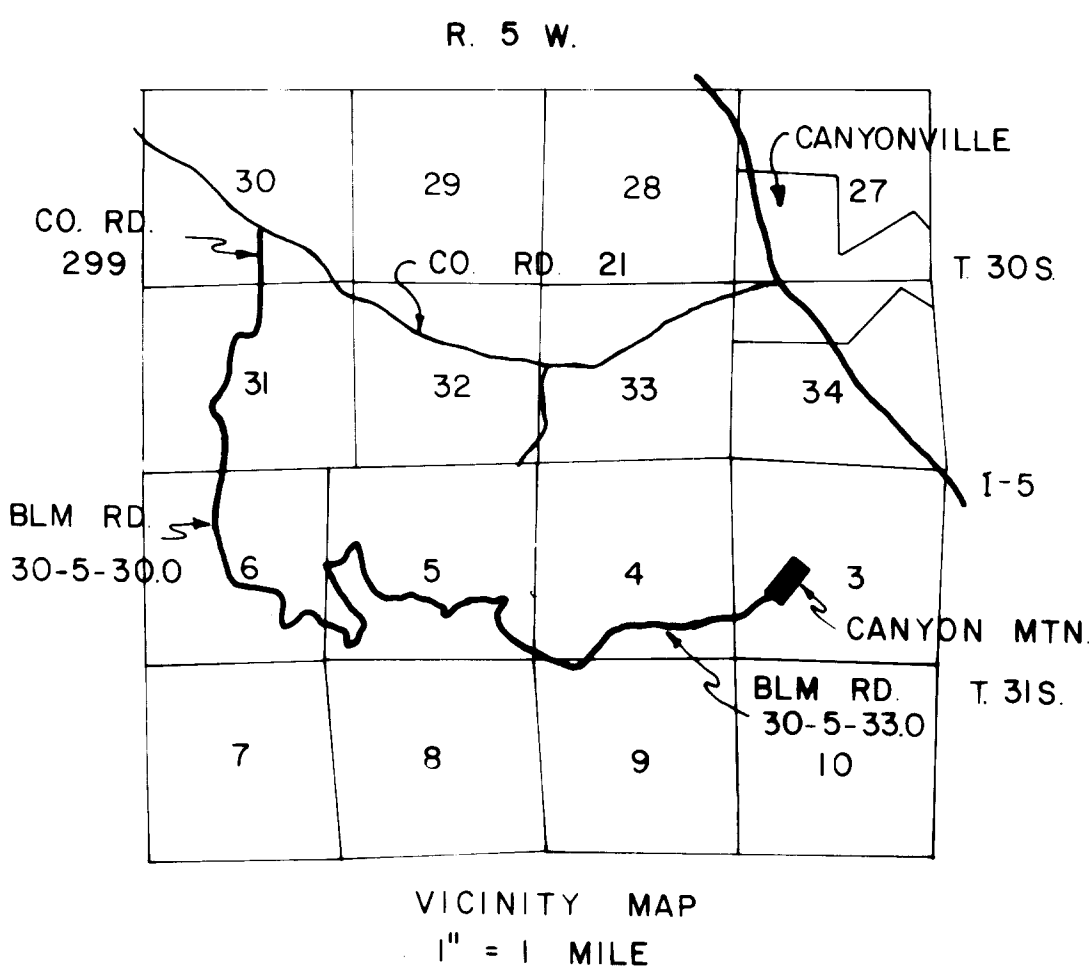 R. 5 W.
CANYONVILLE
30
29
28
27
CO. RD.
299
CO. RD. 21
T. 30S.
31
32
33
34
I-5
BLM RD.
30-5-30.0
6
5
4
3
CANYON MTN.
BLM RD.
30-5-33.0
T. 31S.
7
8
9
10
VICINITY MAP
1" = 1 MILE